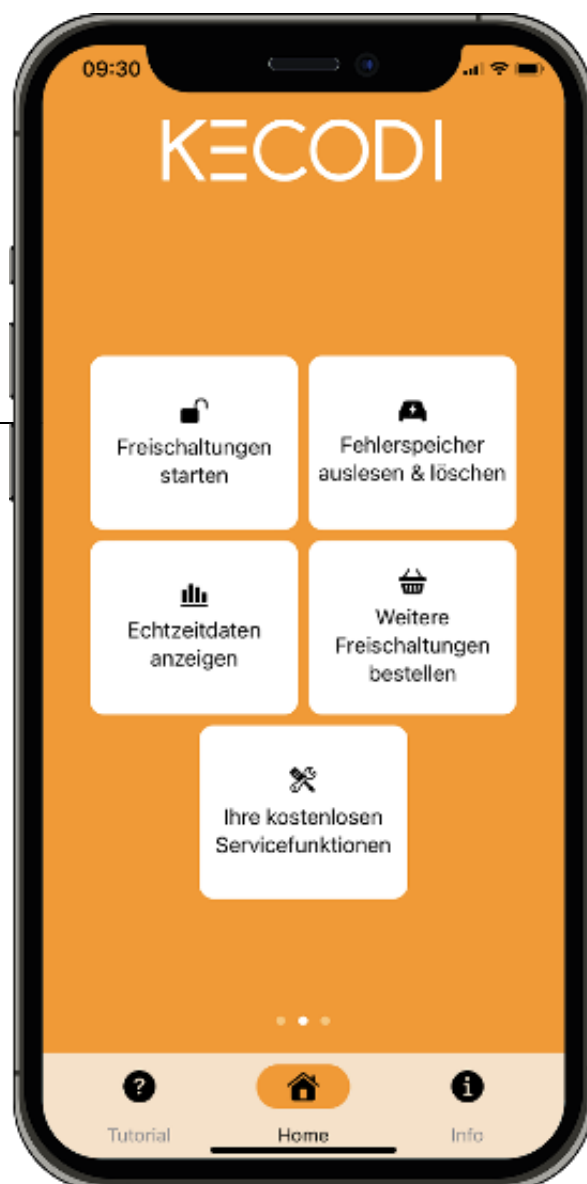 09:30
KECODI
Freischaltungen
starten
Fehlerspeicher
auslesen & löschen
Echtzeitdaten
anzeigen
Weitere
Freischaltungen
bestellen
Ihre kostenlosen
Servicefunktionen
Tutorial
Home
Info